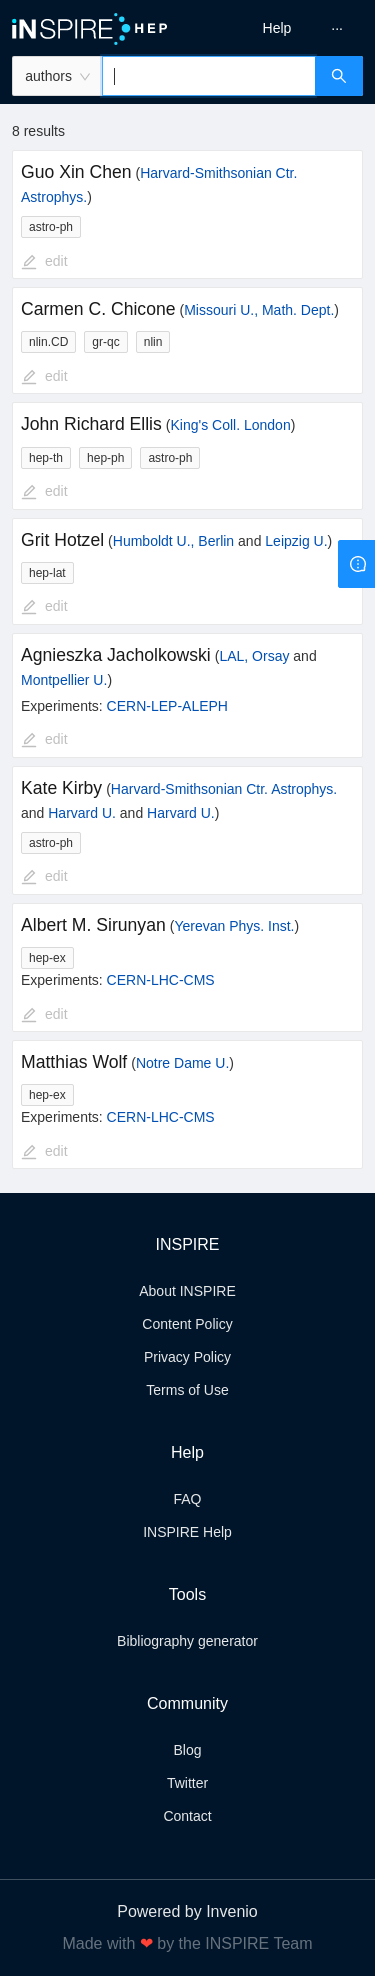 INSPIRE HEP
Help
...
authors
8 results
Guo Xin Chen (Harvard-Smithsonian Ctr.
Astrophys.)
astro-ph
edit
Carmen C. Chicone (Missouri U., Math. Dept.)
nlin.CD gr-qc nlin
edit
John Richard Ellis (King's Coll. London)
hep-th hep-ph astro-ph
edit
Grit Hotzel (Humboldt U., Berlin and Leipzig U.)
hep-lat
edit
Agnieszka Jacholkowski (LAL, Orsay and
Montpellier U.)
Experiments: CERN-LEP-ALEPH
edit
Kate Kirby (Harvard-Smithsonian Ctr. Astrophys.
and Harvard U. and Harvard U.)
astro-ph
edit
Albert M. Sirunyan (Yerevan Phys. Inst.)
hep-ex
Experiments: CERN-LHC-CMS
edit
Matthias Wolf (Notre Dame U.)
hep-ex
Experiments: CERN-LHC-CMS
edit
INSPIRE
About INSPIRE
Content Policy
Privacy Policy
Terms of Use
Help
FAQ
INSPIRE Help
Tools
Bibliography generator
Community
Blog
Twitter
Contact
Powered by Invenio
Made with ❤ by the INSPIRE Team